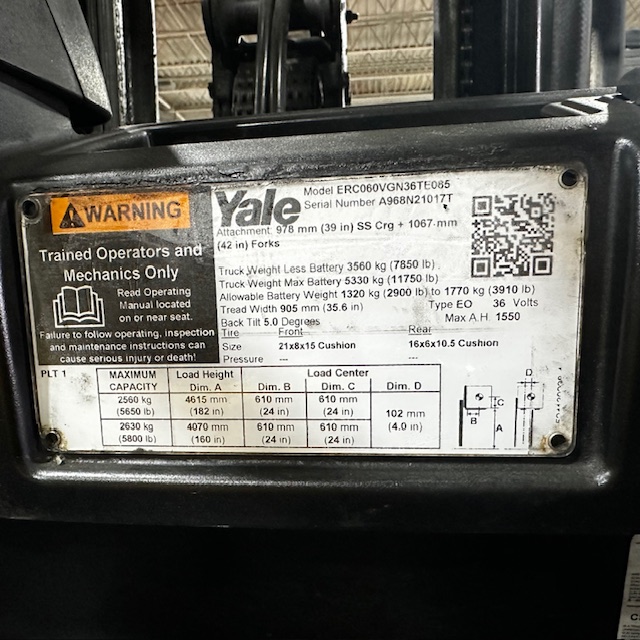 WARNING
Trained Operators and
Mechanics Only
Read Operating
Manual located
on or near seat.
Failure to follow operating, inspection
and maintenance instructions can
cause serious injury or death!
Yale
Model ERC060VGN36TE085
Serial Number A968N21017T
Attachment 978 mm (39 in) SS Crg + 1067 mm
(42 in) Forks
Truck Weight Less Battery 3560 kg (7850 lb)
Truck Weight Max Battery 5330 kg (11750 lb)
Allowable Battery Weight 1320 kg (2900 lb) to 1770 kg (3910 lb)
Tread Width 905 mm (35.6 in) Type EO 36 Volts
Back Tilt 5.0 Degrees Max A.H 1550
Tire Front Rear
Size 21x8x15 Cushion 16x6x10.5 Cushion
Pressure --- ---
PLT 1
MAXIMUM CAPACITY Load Height Load Center
Dim. A Dim. B Dim. C Dim. D
2560 kg 4615 mm 610 mm 610 mm
(5650 lb) (182 in) (24 in) (24 in)
102 mm
(4.0 in)
2630 kg 4070 mm 610 mm 610 mm
(5800 lb) (160 in) (24 in) (24 in)
D
C
B
A